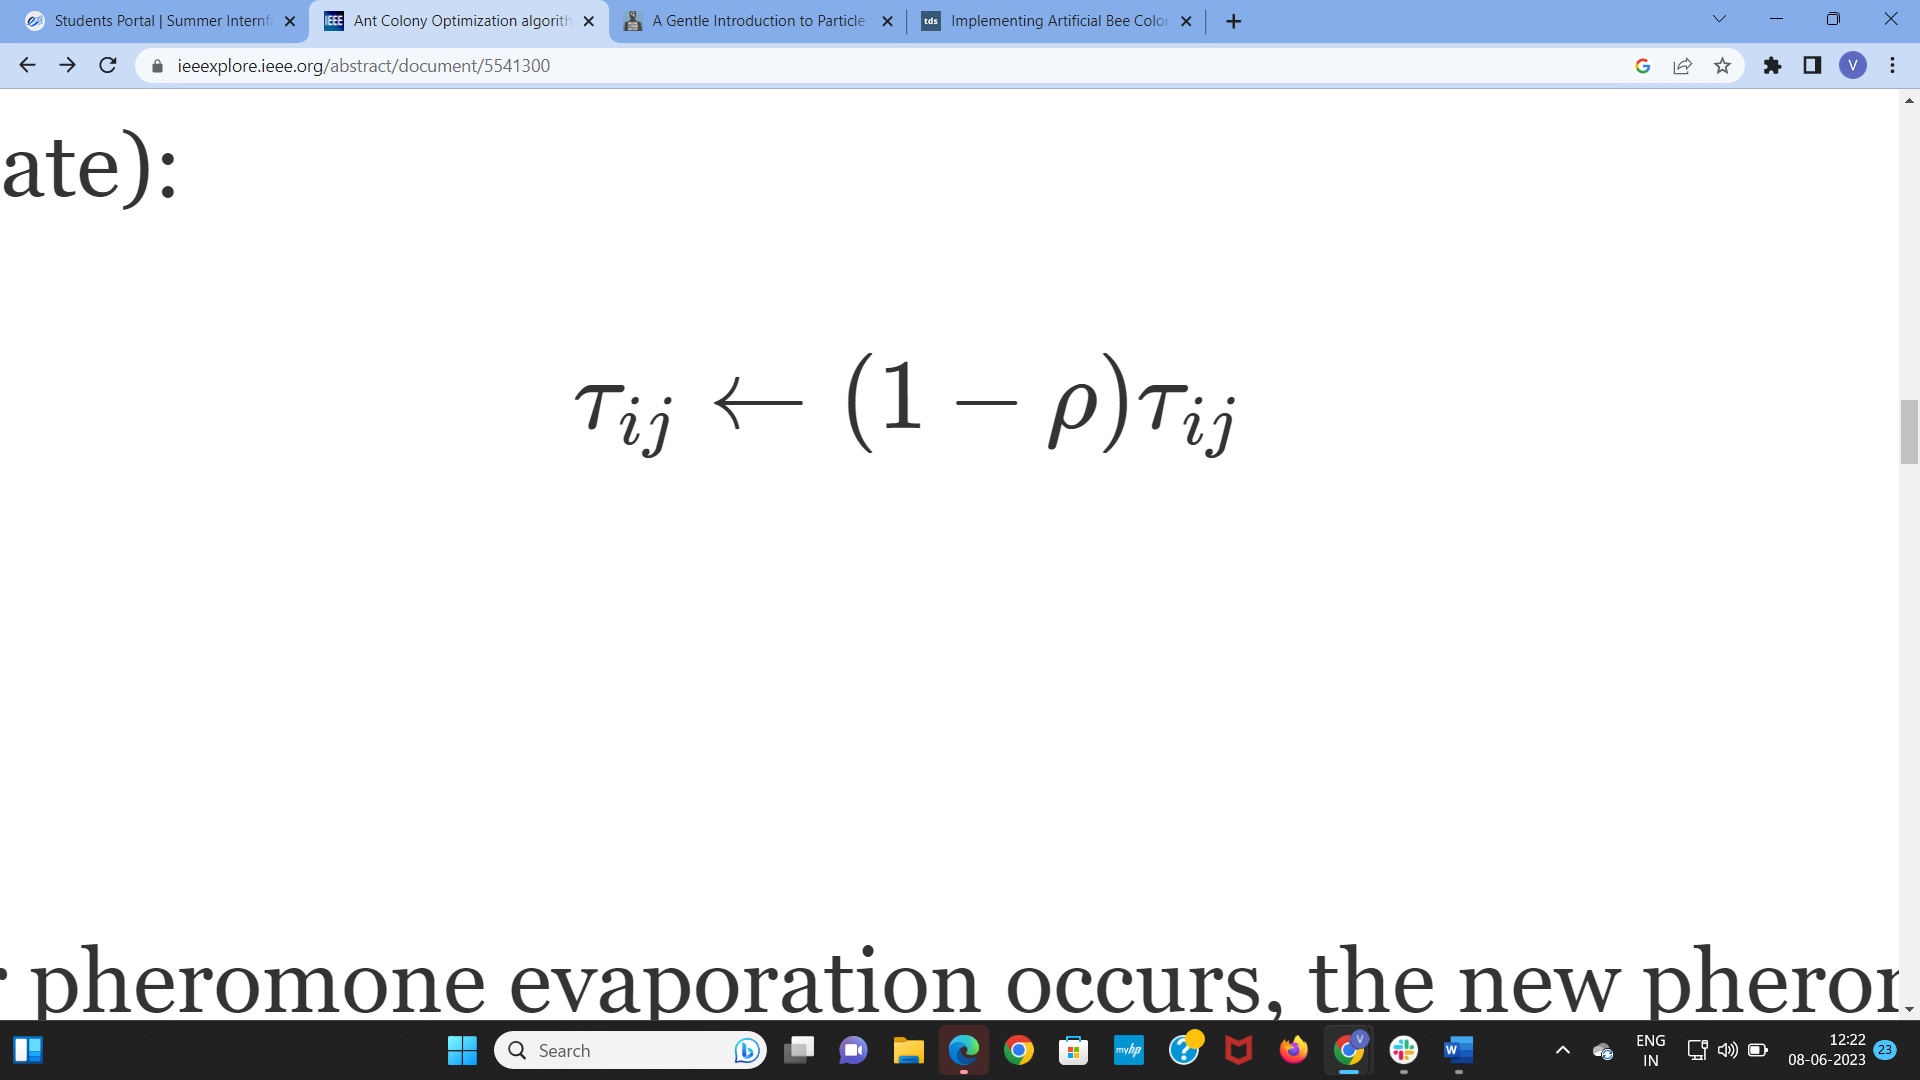 Students Portal | Summer Internfa
Ant Colony Optimization algorith
A Gentle Introduction to Particle
tds Implementing Artificial Bee Color
ieeexplore.ieee.org/abstract/document/5541300
V
ate):
τij ← (1 − ρ)τij
pheromone evaporation occurs, the new pheror
Search
ENG
IN
12:22
08-06-2023
23